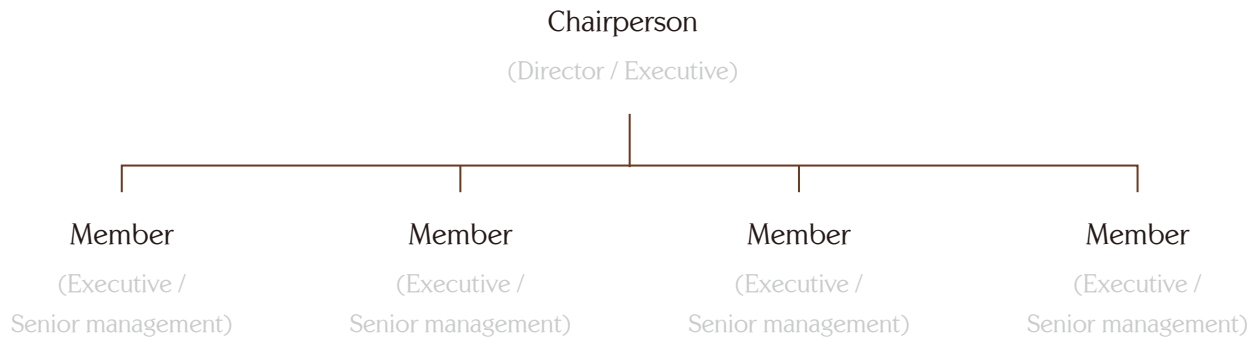 Chairperson
(Director / Executive)
Member
(Executive /
Senior management)
Member
(Executive /
Senior management)
Member
(Executive /
Senior management)
Member
(Executive /
Senior management)